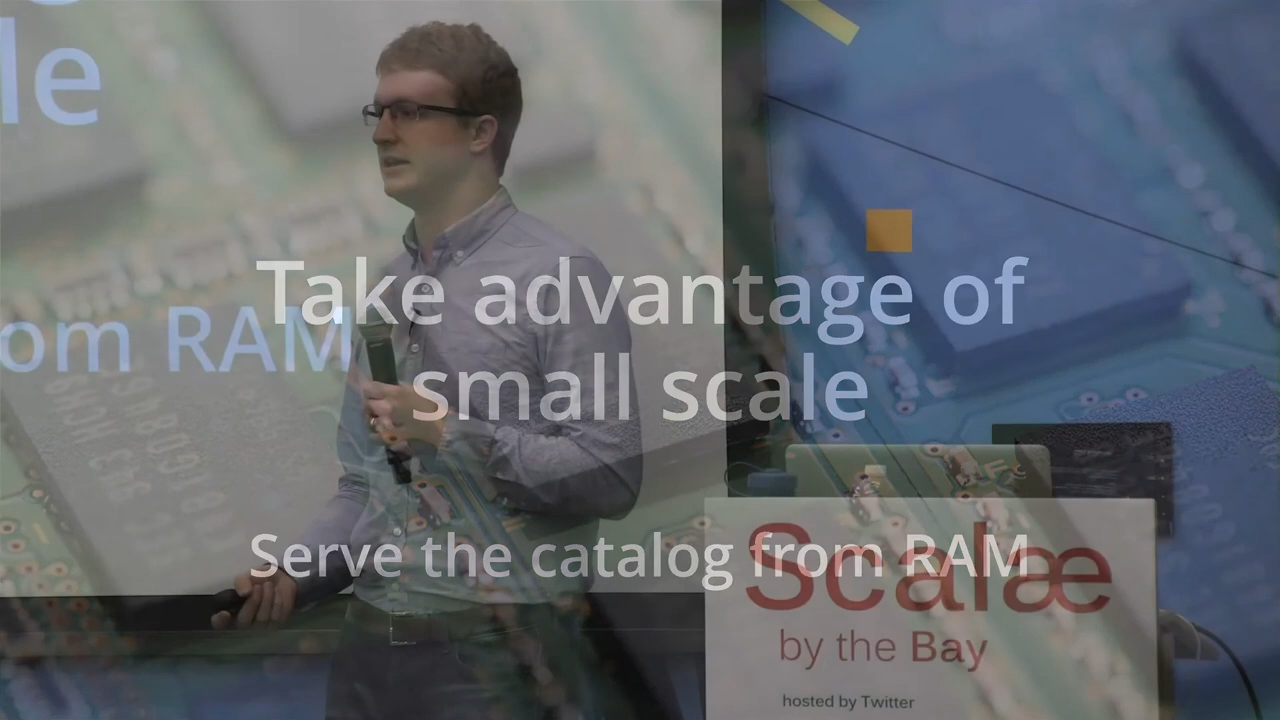 le
om RAM
Take advantage of
small scale
Serve the catalog from RAM
Scalæ
by the Bay
hosted by Twitter